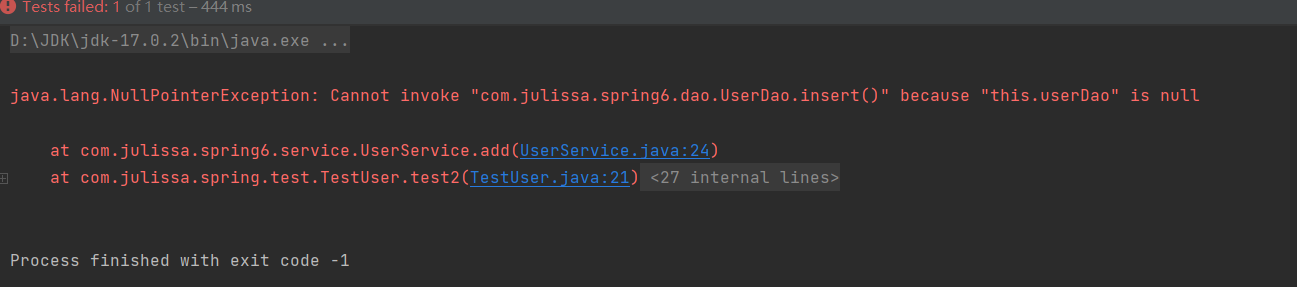 Tests failed: 1 of 1 test – 444 ms
D:\JDK\jdk-17.0.2\bin\java.exe ...
java.lang.NullPointerException: Cannot invoke "com.julissa.spring6.dao.UserDao.insert()" because "this.userDao" is null
at com.julissa.spring6.service.UserService.add(UserService.java:24)
at com.julissa.spring.test.TestUser.test2(TestUser.java:21) <27 internal lines>
Process finished with exit code -1